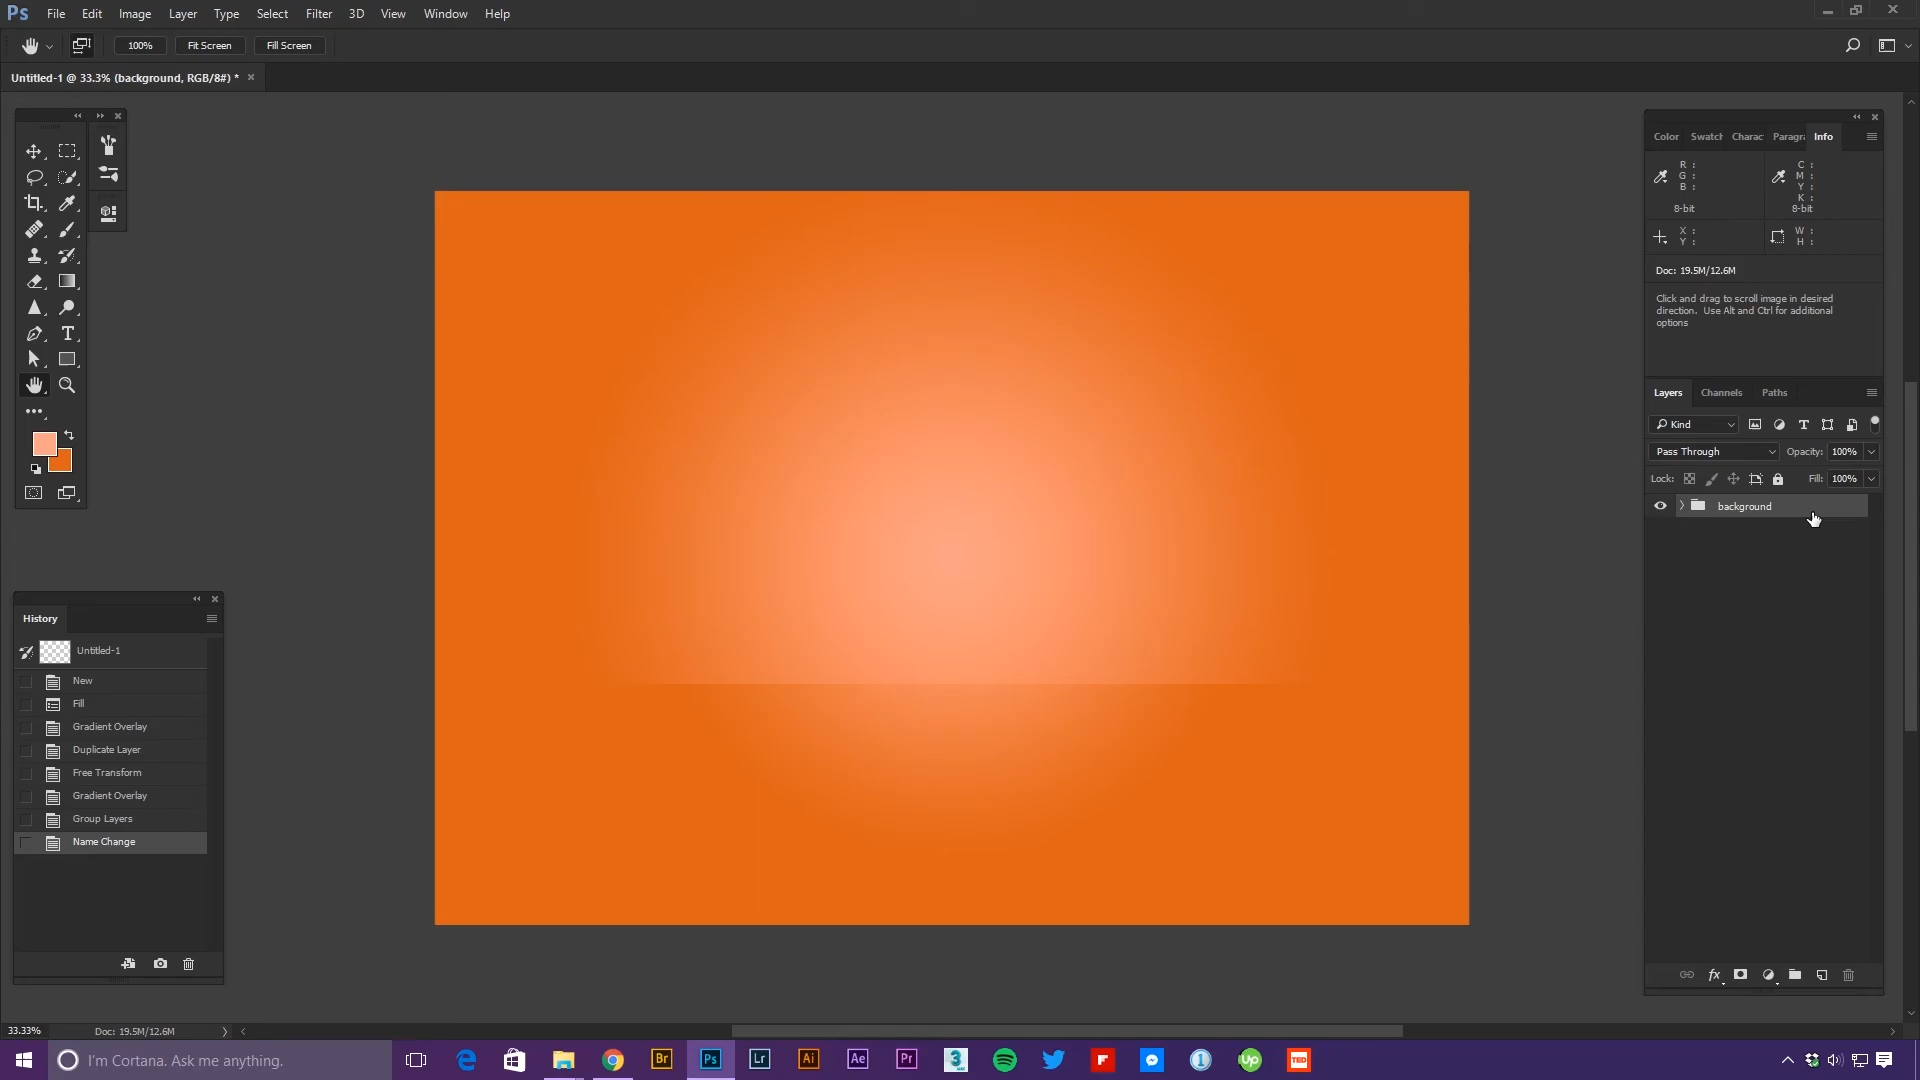 Ps File Edit Image Layer Type Select Filter 3D View Window Help
100% Fit Screen Fill Screen
Untitled-1 @ 33.3% (background, RGB/8#) *
Color Swatch Charac Paragra Info
R : C :
G : M :
B : Y :
K :
8-bit 8-bit
X : W :
Y : H :
Doc: 19.5M/12.6M
Click and drag to scroll image in desired
direction. Use Alt and Ctrl for additional
options
Layers Channels Paths
Kind
Pass Through Opacity: 100%
Lock: Fill: 100%
background
History
Untitled-1
New
Fill
Gradient Overlay
Duplicate Layer
Free Transform
Gradient Overlay
Group Layers
Name Change
fx
33.33% Doc: 19.5M/12.6M
I'm Cortana. Ask me anything.
Br Ps Lr Ai Ae Pr 3 Up TED